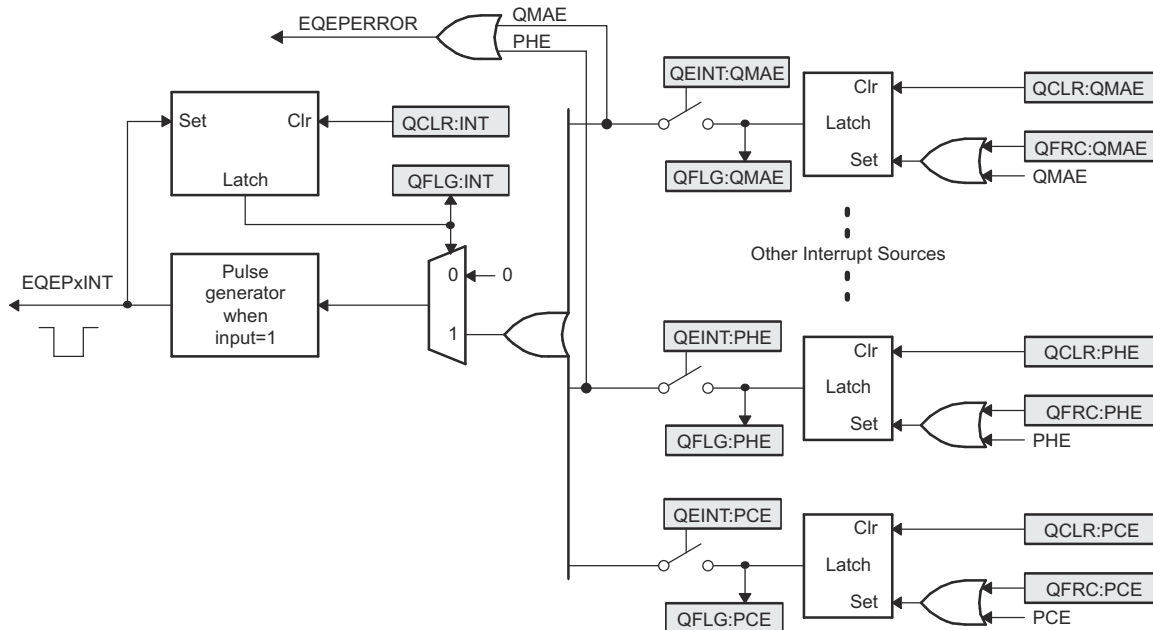 EQEPERROR
QMAE
PHE
Set
Clr
Latch
QCLR:INT
QFLG:INT
EQEPxINT
Pulse
generator
when
input=1
0
0
1
QEINT:QMAE
QFLG:QMAE
Clr
Latch
Set
QCLR:QMAE
QFRC:QMAE
QMAE
Other Interrupt Sources
QEINT:PHE
QFLG:PHE
Clr
Latch
Set
QCLR:PHE
QFRC:PHE
PHE
QEINT:PCE
QFLG:PCE
Clr
Latch
Set
QCLR:PCE
QFRC:PCE
PCE